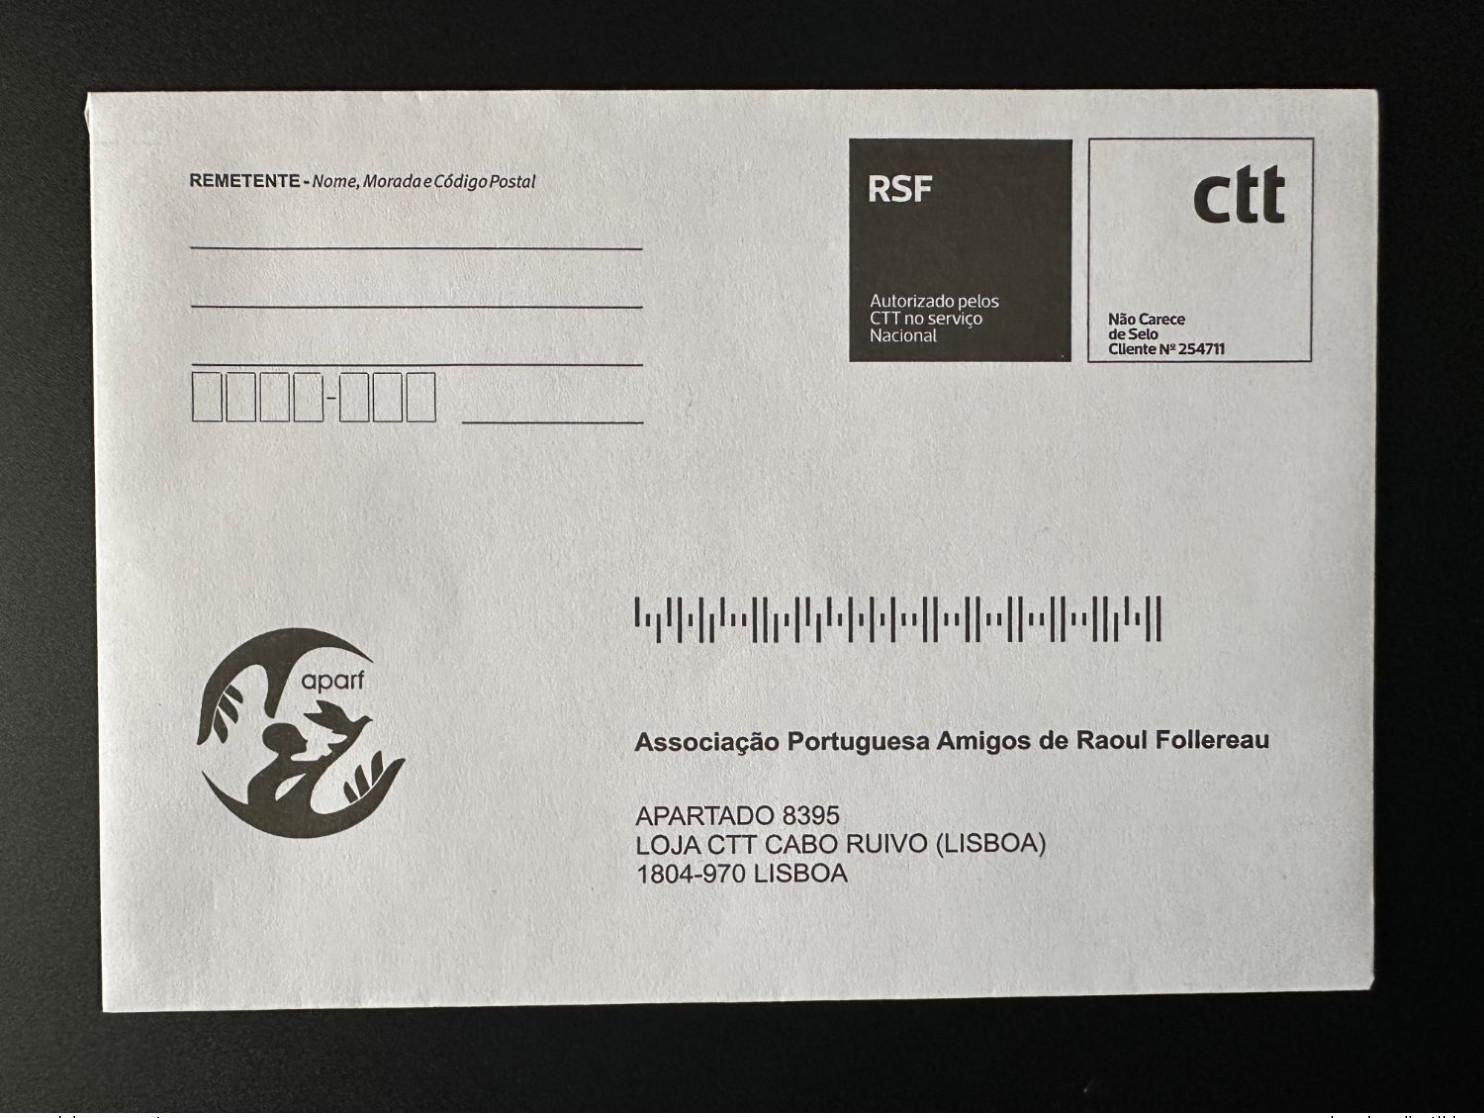 REMETENTE - Nome, Morada e Código Postal
-
RSF
Autorizado pelos
CTT no serviço
Nacional
ctt
Não Carece
de Selo
Cliente Nº 254711
aparf
Associação Portuguesa Amigos de Raoul Follereau
APARTADO 8395
LOJA CTT CABO RUIVO (LISBOA)
1804-970 LISBOA